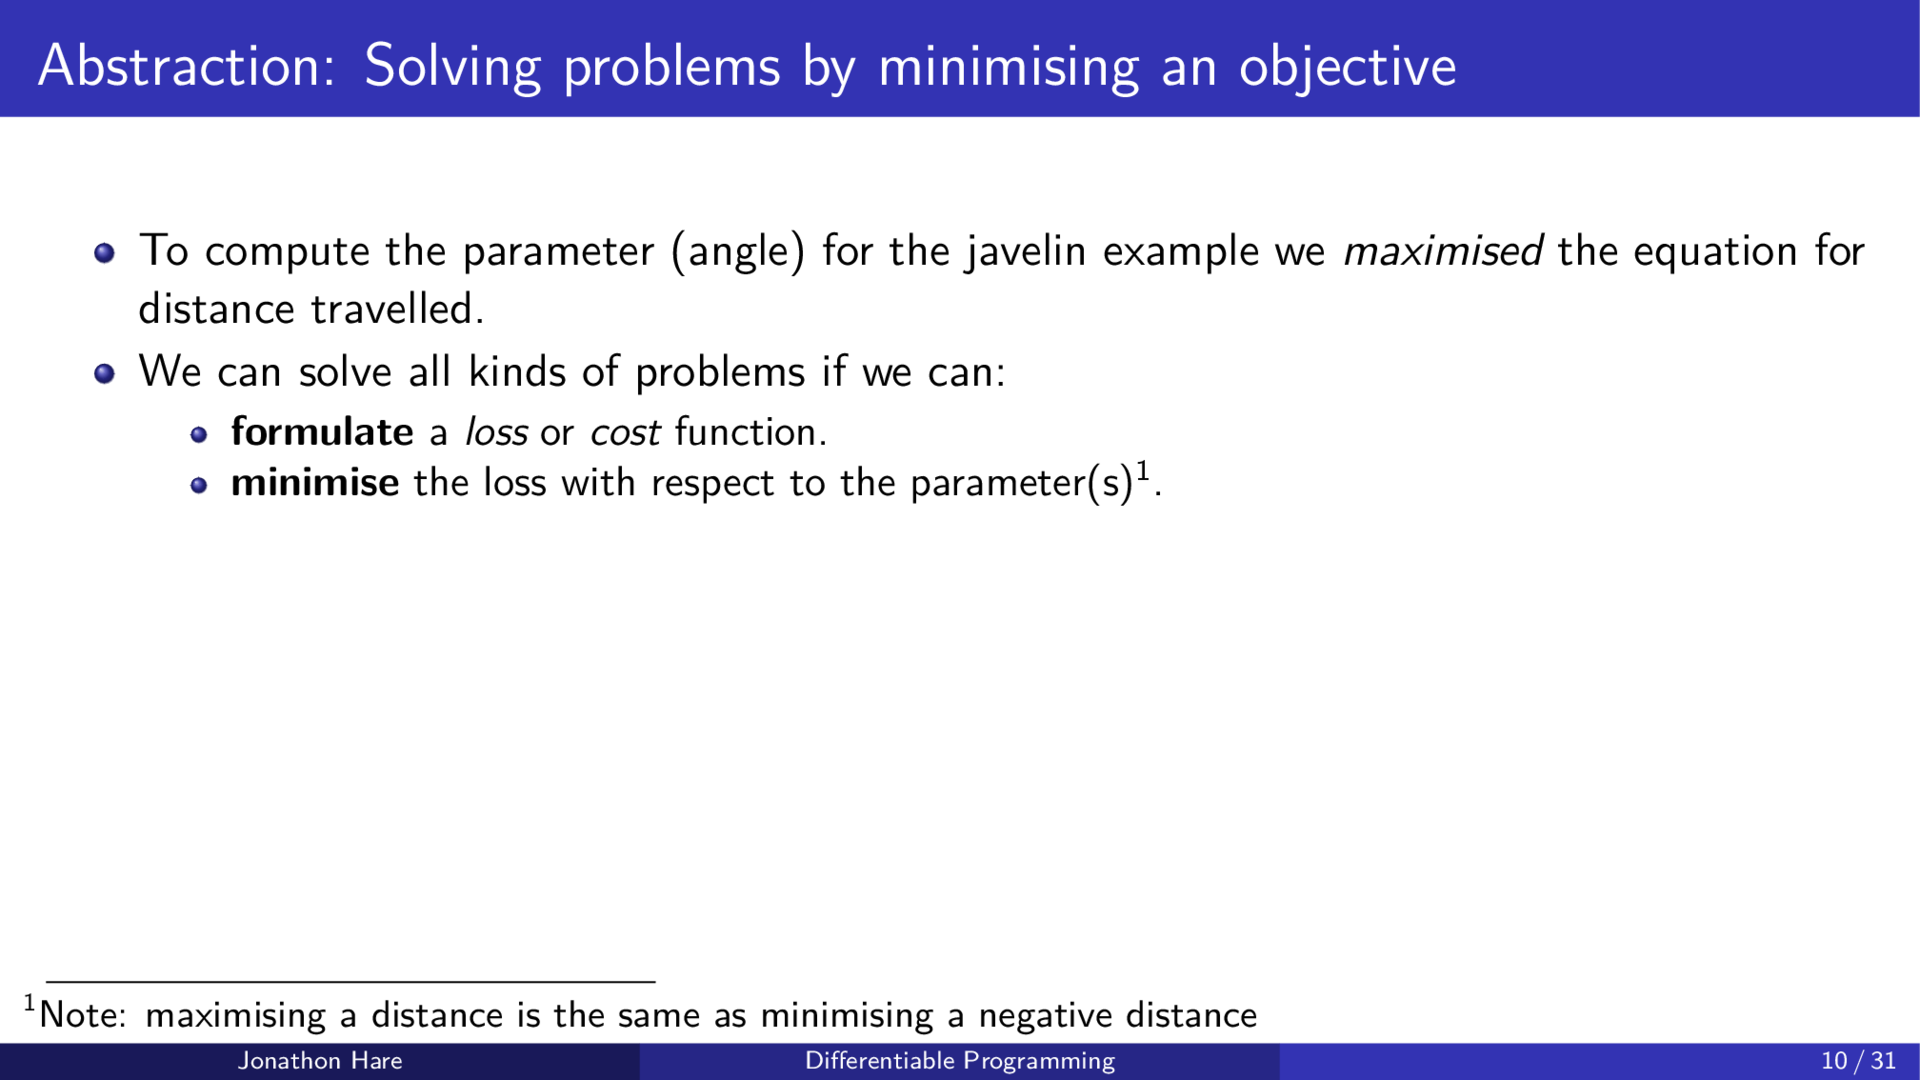 Abstraction: Solving problems by minimising an objective
To compute the parameter (angle) for the javelin example we maximised the equation for
distance travelled.
We can solve all kinds of problems if we can:
formulate a loss or cost function.
minimise the loss with respect to the parameter(s)¹.
¹Note: maximising a distance is the same as minimising a negative distance
Jonathon Hare
Differentiable Programming
10 / 31